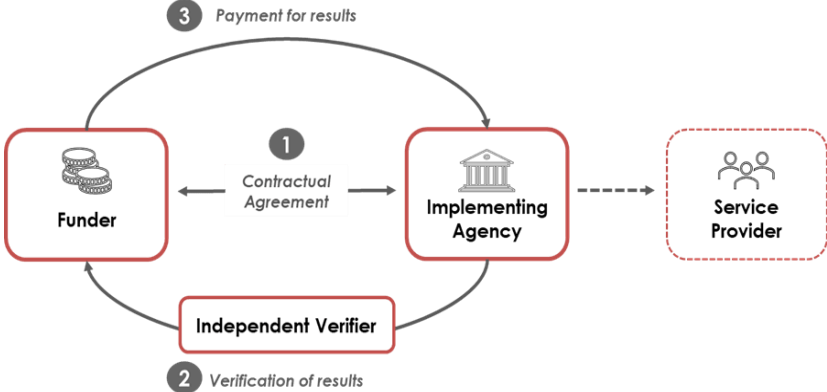 3 Payment for results
1
Contractual
Agreement
Funder
Implementing
Agency
Service
Provider
Independent Verifier
2 Verification of results